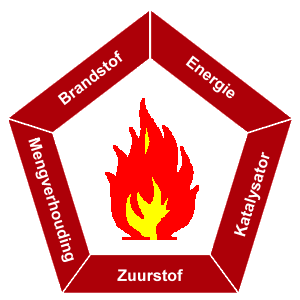 Brandstof
Energie
Katalysator
Zuurstof
Mengverhouding